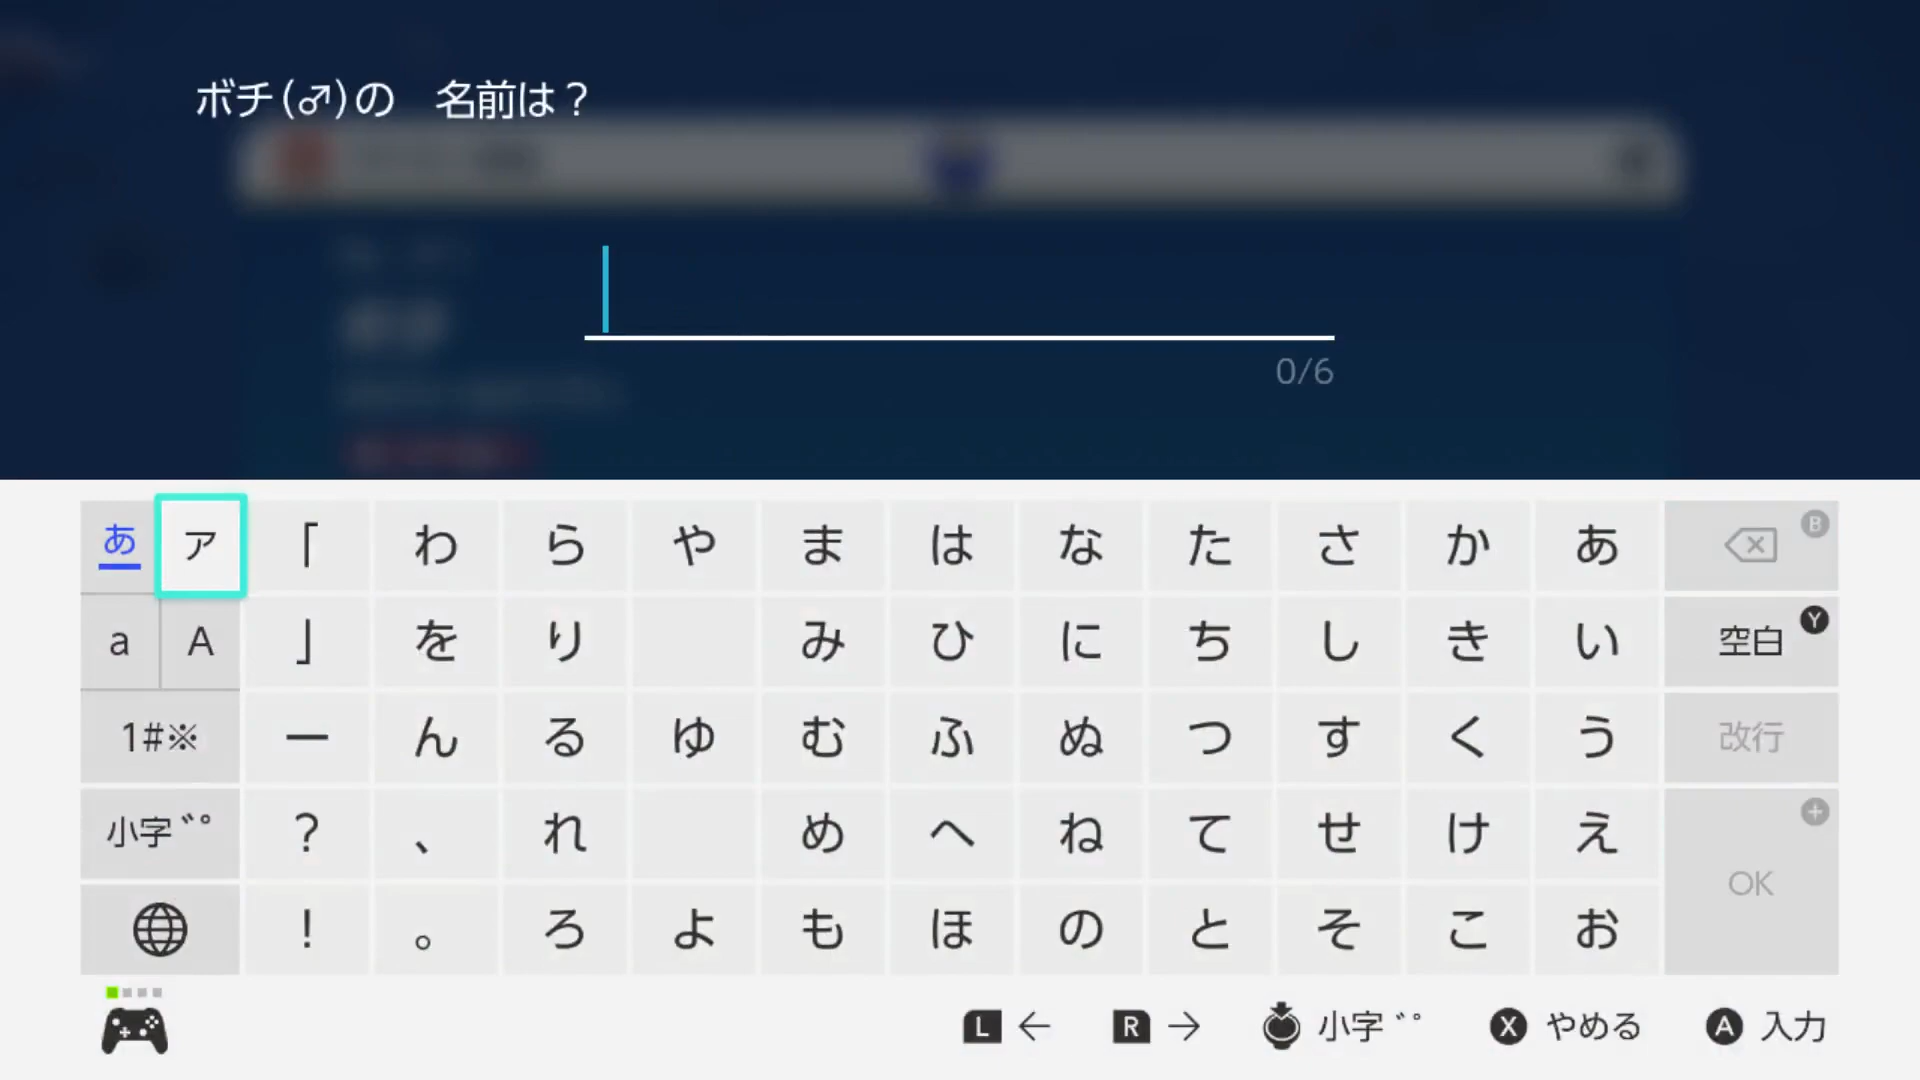 ボチ(♂)の 名前は？
0/6
あ ア 「 わ ら や ま は な た さ か あ B
a A 」 を り み ひ に ち し き い 空白 Y
1#※ ー ん る ゆ む ふ ぬ つ す く う 改行
小字゛゜ ？ 、 れ め へ ね て せ け え +
！ 。 ろ よ も ほ の と そ こ お OK
L ← R → 小字゛゜ X やめる A 入力